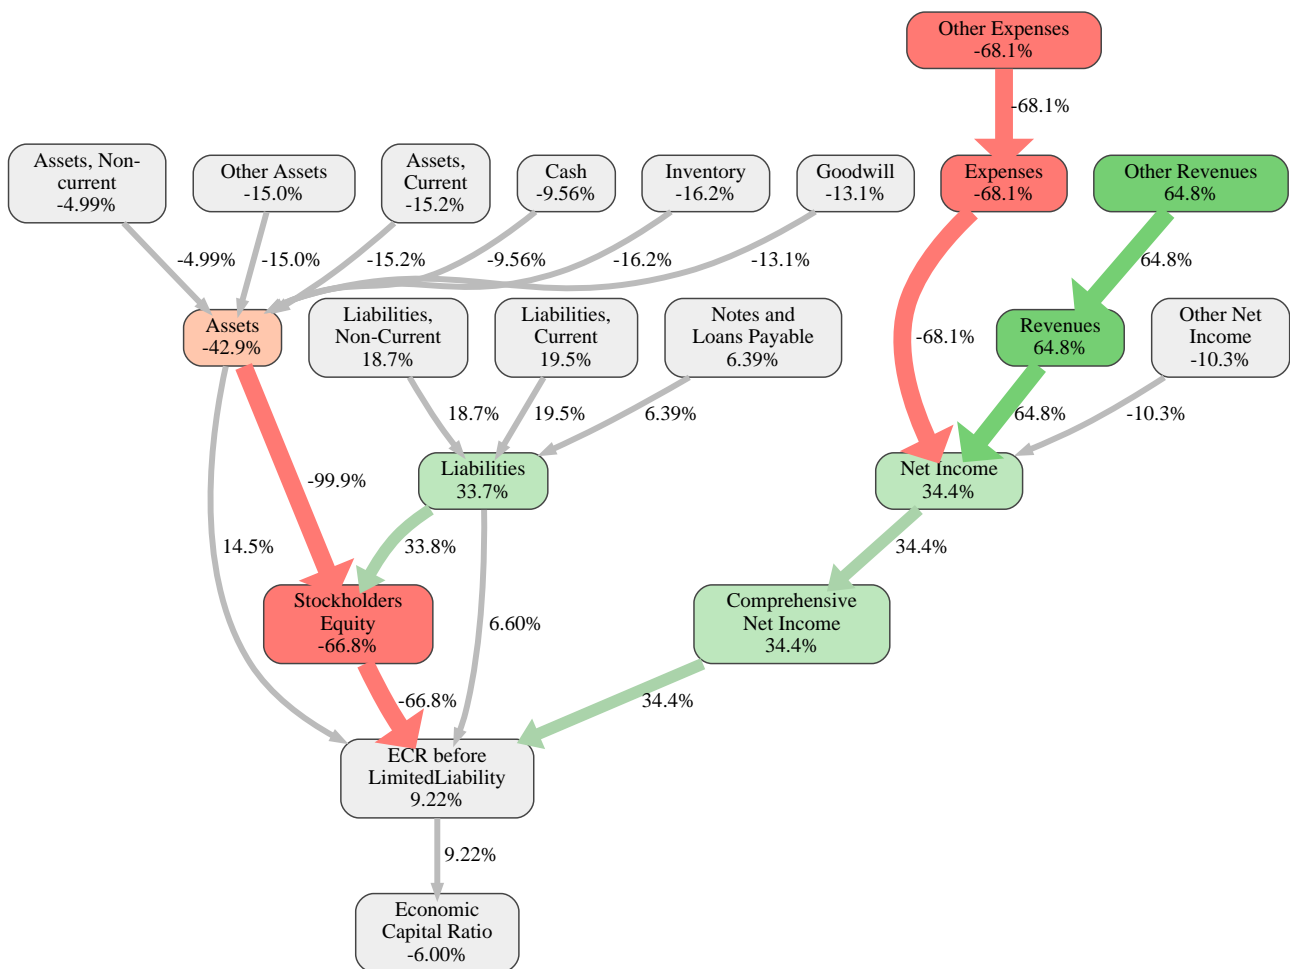 Other Expenses
-68.1%
-68.1%
Assets, Non-
current
-4.99%
Other Assets
-15.0%
Assets,
Current
-15.2%
Cash
-9.56%
Inventory
-16.2%
Goodwill
-13.1%
Expenses
-68.1%
Other Revenues
64.8%
-4.99%
-15.0%
-15.2%
-9.56%
-16.2%
-13.1%
64.8%
Assets
-42.9%
Liabilities,
Non-Current
18.7%
Liabilities,
Current
19.5%
Notes and
Loans Payable
6.39%
-68.1%
Revenues
64.8%
Other Net
Income
-10.3%
18.7%
19.5%
6.39%
64.8%
-10.3%
-99.9%
Liabilities
33.7%
Net Income
34.4%
14.5%
33.8%
34.4%
Stockholders
Equity
-66.8%
6.60%
Comprehensive
Net Income
34.4%
-66.8%
34.4%
ECR before
LimitedLiability
9.22%
9.22%
Economic
Capital Ratio
-6.00%